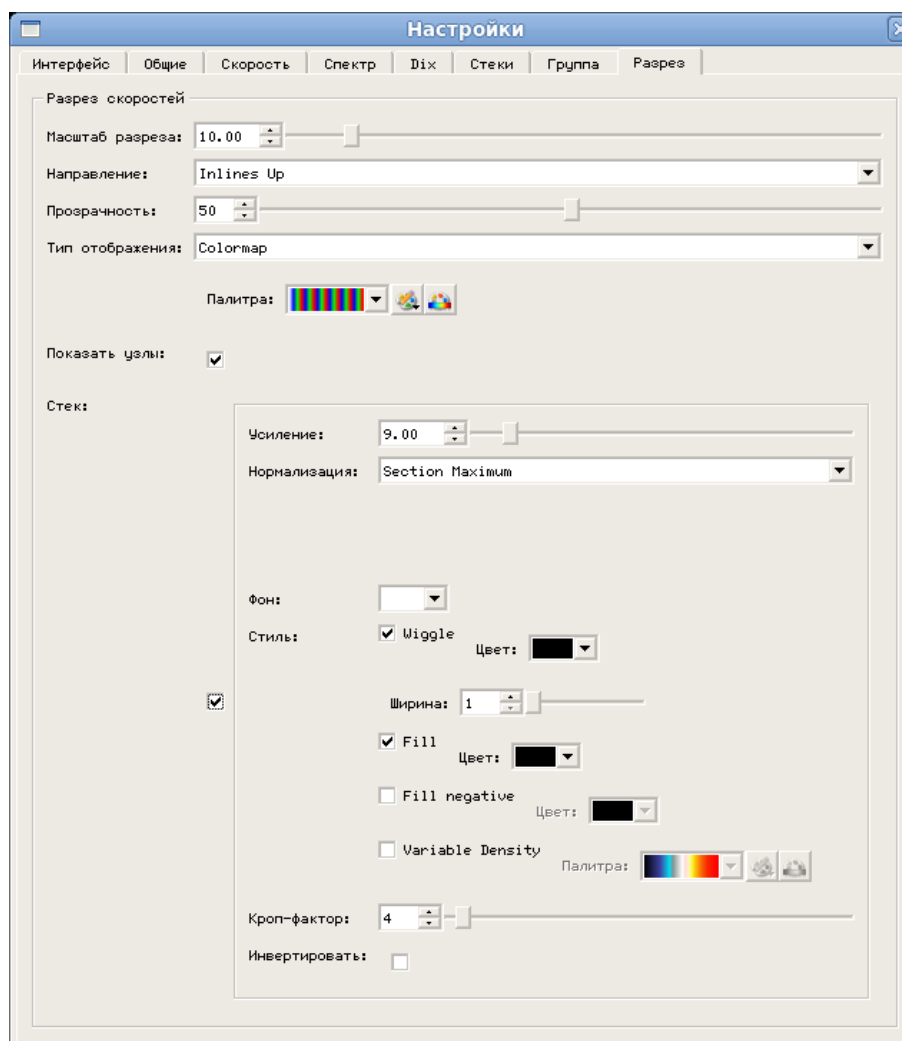 Настройки
Интерфейс Общие Скорость Спектр Dix Стеки Группа Разрез
Разрез скоростей
Масштаб разреза: 10.00
Направление: Inlines Up
Прозрачность: 50
Тип отображения: Colormap
Палитра:
Показать узлы:
Стек:
Усиление: 9.00
Нормализация: Section Maximum
Фон:
Стиль: Wiggle Цвет:
Ширина: 1
Fill Цвет:
Fill negative Цвет:
Variable Density Палитра:
Кроп-фактор: 4
Инвертировать: